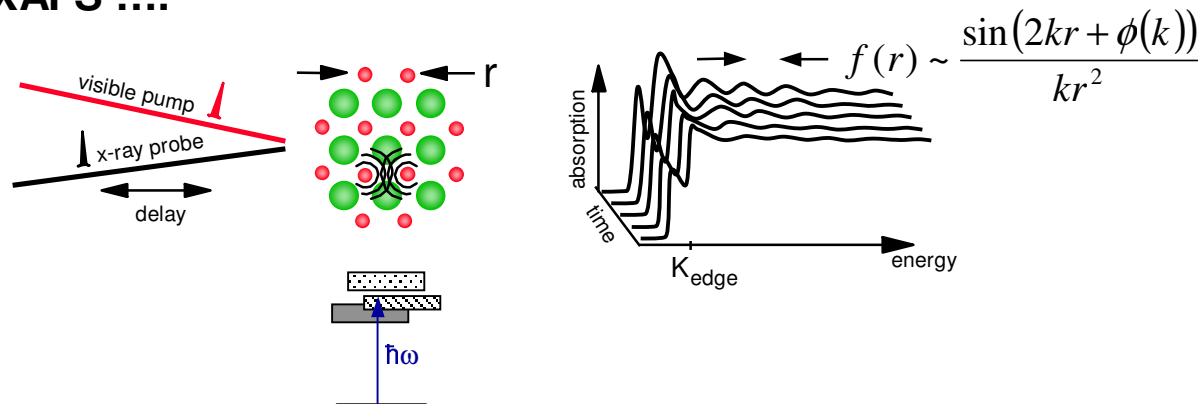 visible pump
x-ray probe
delay
r
ħω
absorption
time
K edge
energy
f(r) ~ sin(2kr + ϕ(k)) / kr²